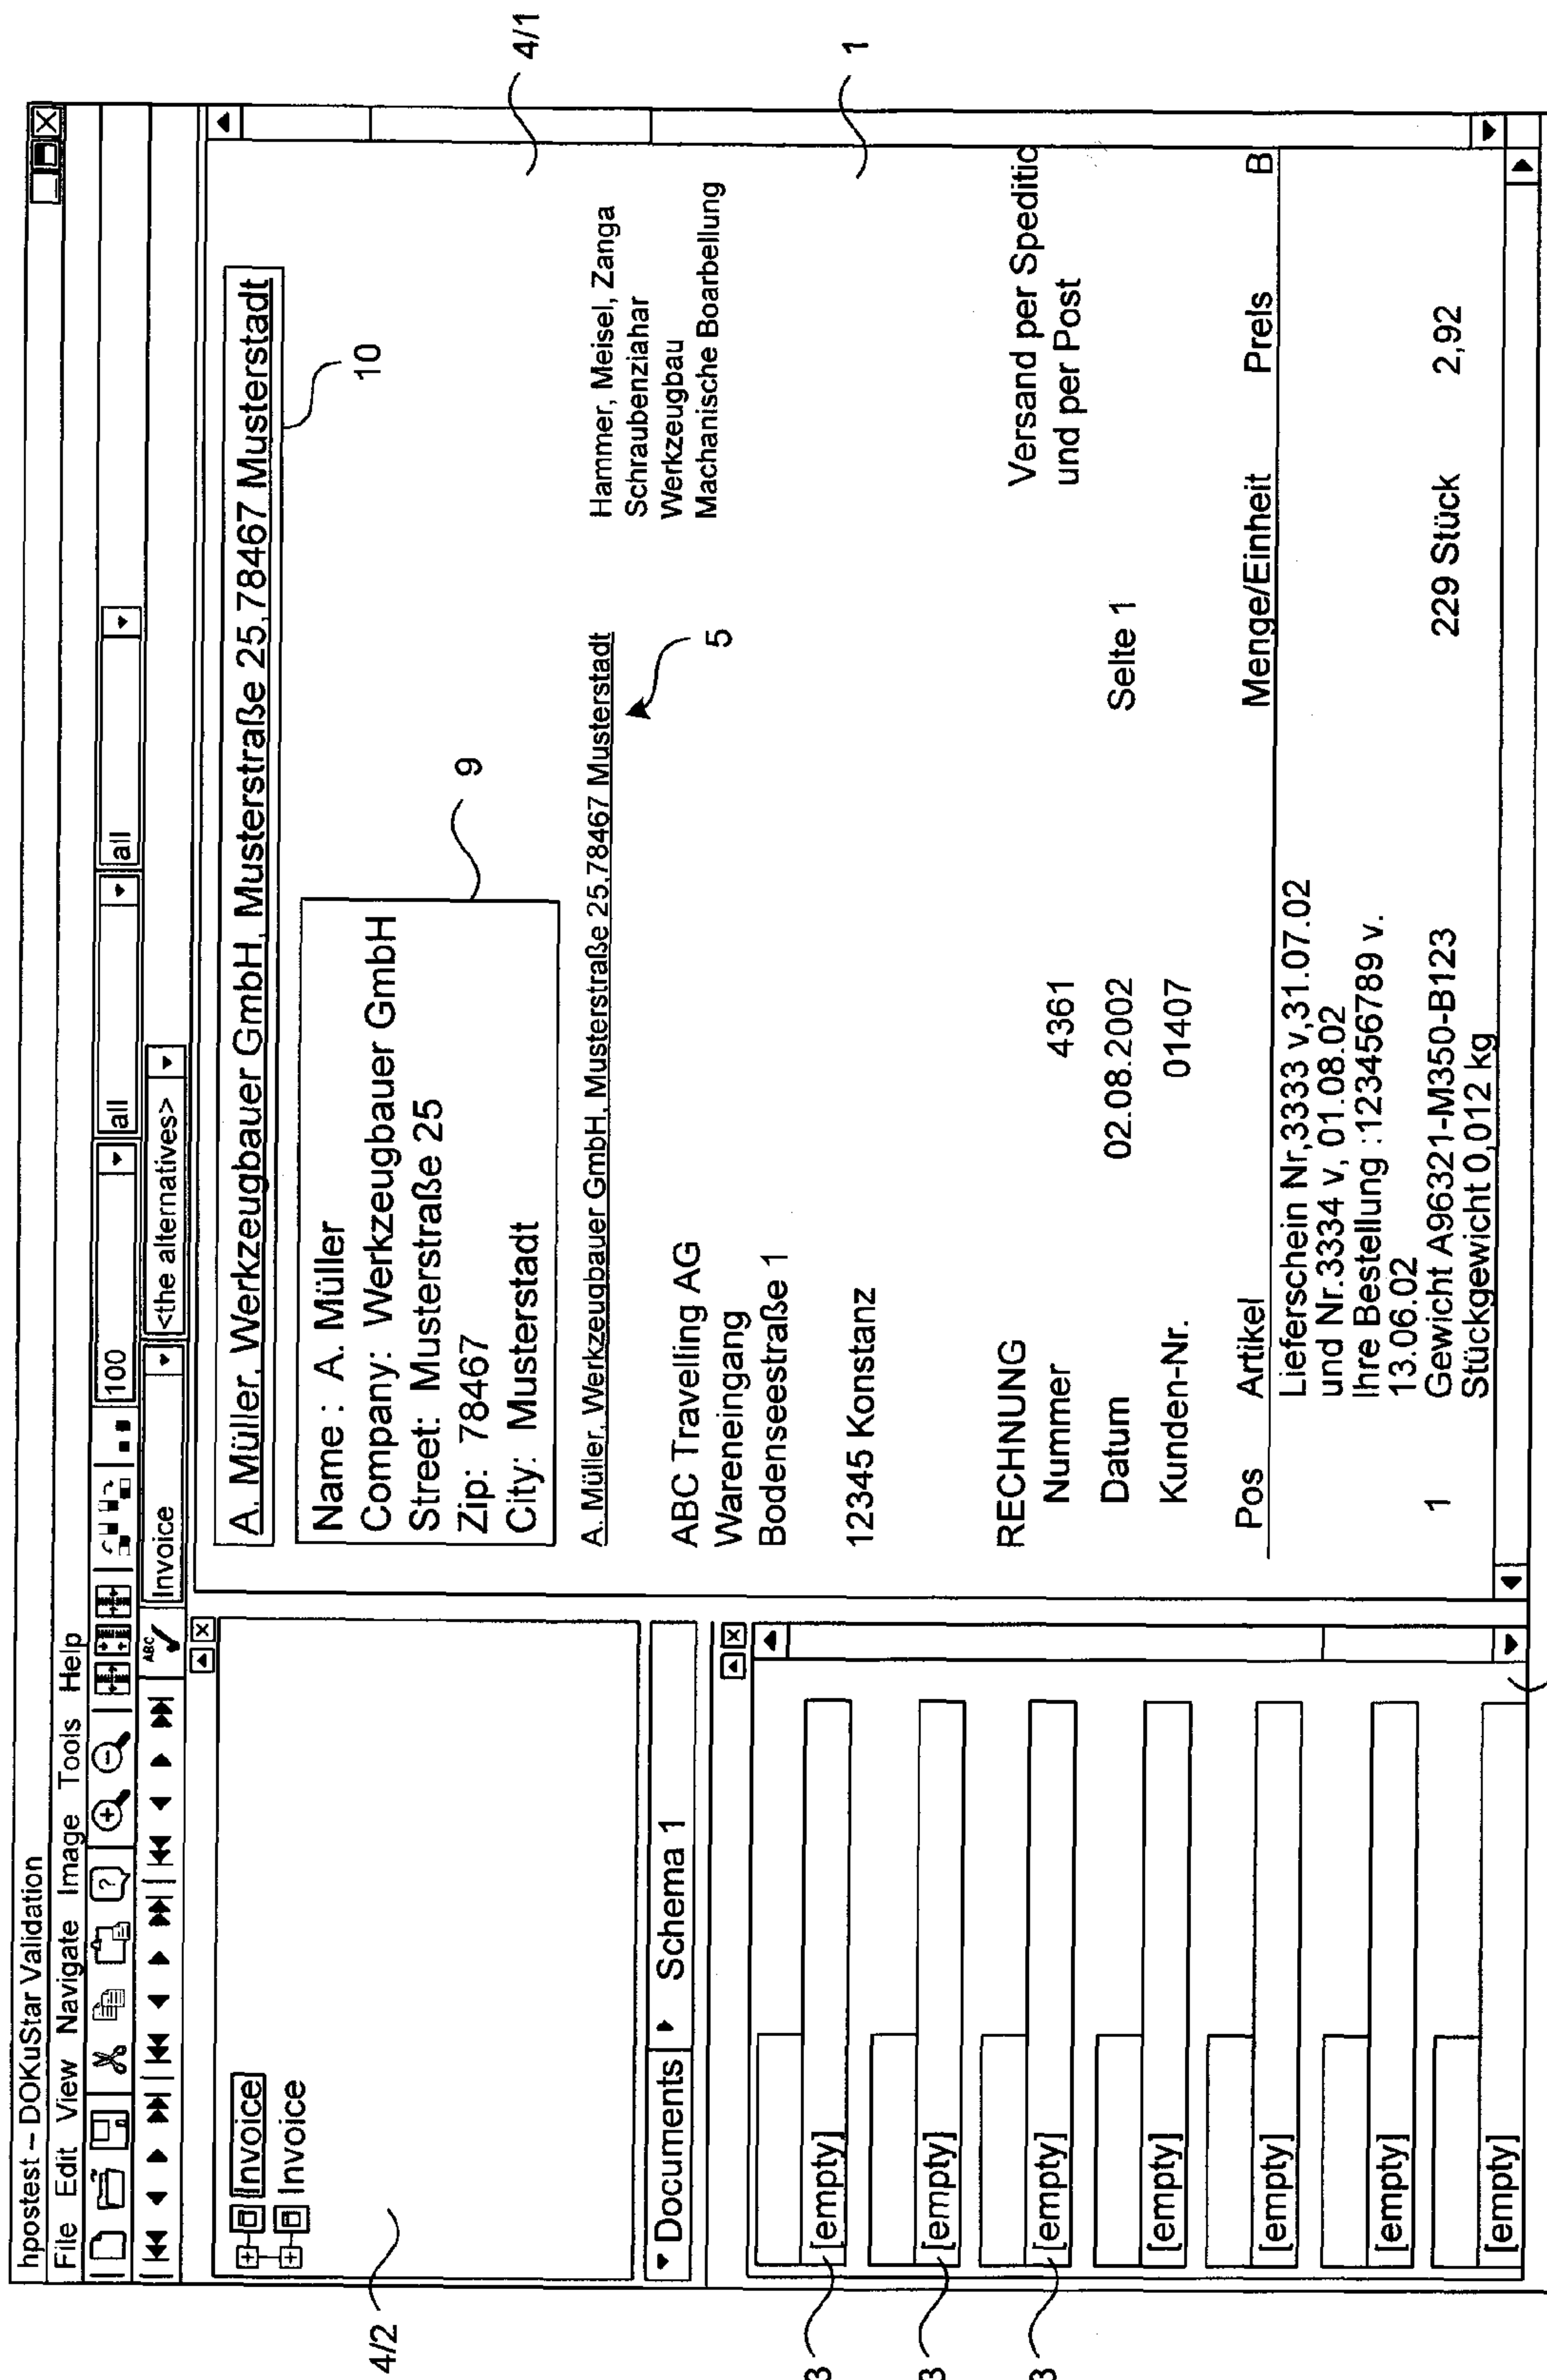 hpostest – DOKuStar Validation
File Edit View Navigate Image Tools Help
100 all all
ABC Invoice <the alternatives>
Invoice
Invoice
4/2
Documents Schema 1
[empty]
[empty]
[empty]
[empty]
[empty]
[empty]
[empty]
3
3
3
A. Müller, Werkzeugbauer GmbH, Musterstraße 25,78467 Musterstadt
10
4/1
Name : A. Müller
Company: Werkzeugbauer GmbH
Street: Musterstraße 25
Zip: 78467
City: Musterstadt
9
A. Müller, Werkzeugbauer GmbH, Musterstraße 25,78467 Musterstadt
5
Hammer, Meisel, Zanga
Schraubenziahar
Werkzeugbau
Machanische Boarbellung
ABC Travelling AG
Wareneingang
Bodenseestraße 1
12345 Konstanz
1
RECHNUNG
Versand per Speditic
und per Post
Nummer 4361
Datum 02.08.2002 Selte 1
Kunden-Nr. 01407
Pos Artikel Menge/Einheit Prels B
Lieferschein Nr,3333 v,31.07.02
und Nr.3334 v, 01.08.02
Ihre Bestellung :123456789 v.
13.06.02
1 Gewicht A96321-M350-B123 229 Stück 2,92
Stückgewicht 0,012 kg